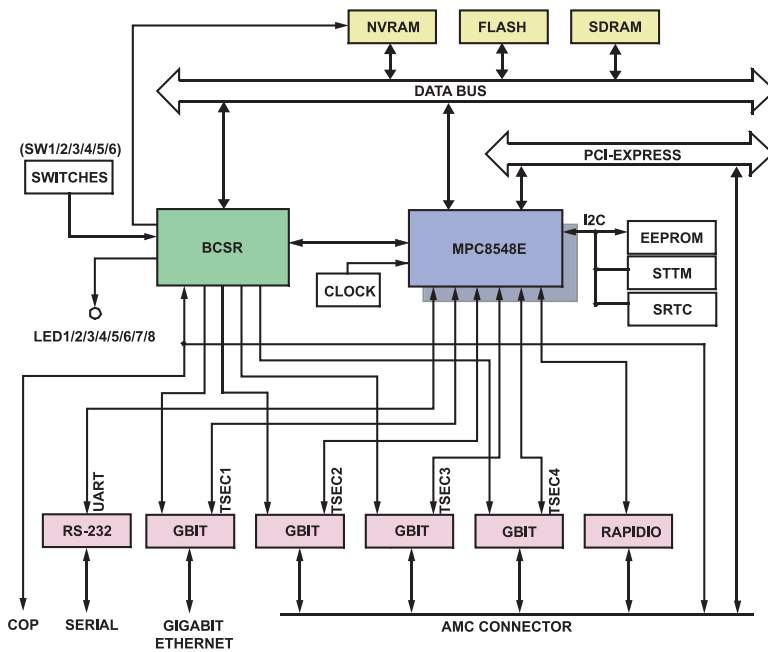 NVRAM
FLASH
SDRAM
DATA BUS
(SW1/2/3/4/5/6)
SWITCHES
PCI-EXPRESS
BCSR
MPC8548E
I2C
EEPROM
STTM
SRTC
CLOCK
LED1/2/3/4/5/6/7/8
UART
TSEC1
TSEC2
TSEC3
TSEC4
RS-232
GBIT
GBIT
GBIT
GBIT
RAPIDIO
COP
SERIAL
GIGABIT
ETHERNET
AMC CONNECTOR